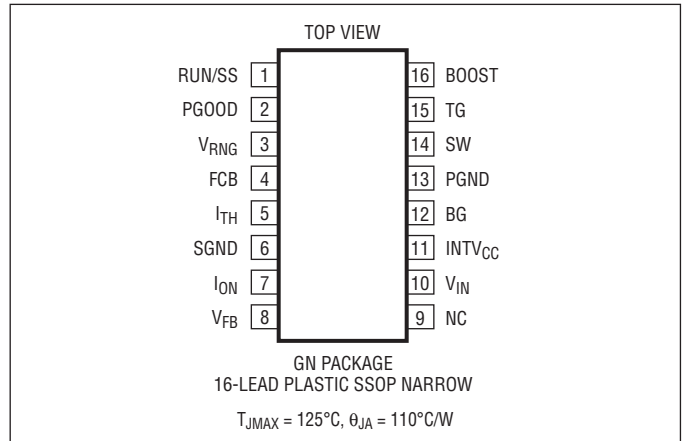 TOP VIEW
RUN/SS 1
PGOOD 2
VRNG 3
FCB 4
ITH 5
SGND 6
ION 7
VFB 8
16 BOOST
15 TG
14 SW
13 PGND
12 BG
11 INTVCC
10 VIN
9 NC
GN PACKAGE
16-LEAD PLASTIC SSOP NARROW
TJMAX = 125°C, θJA = 110°C/W